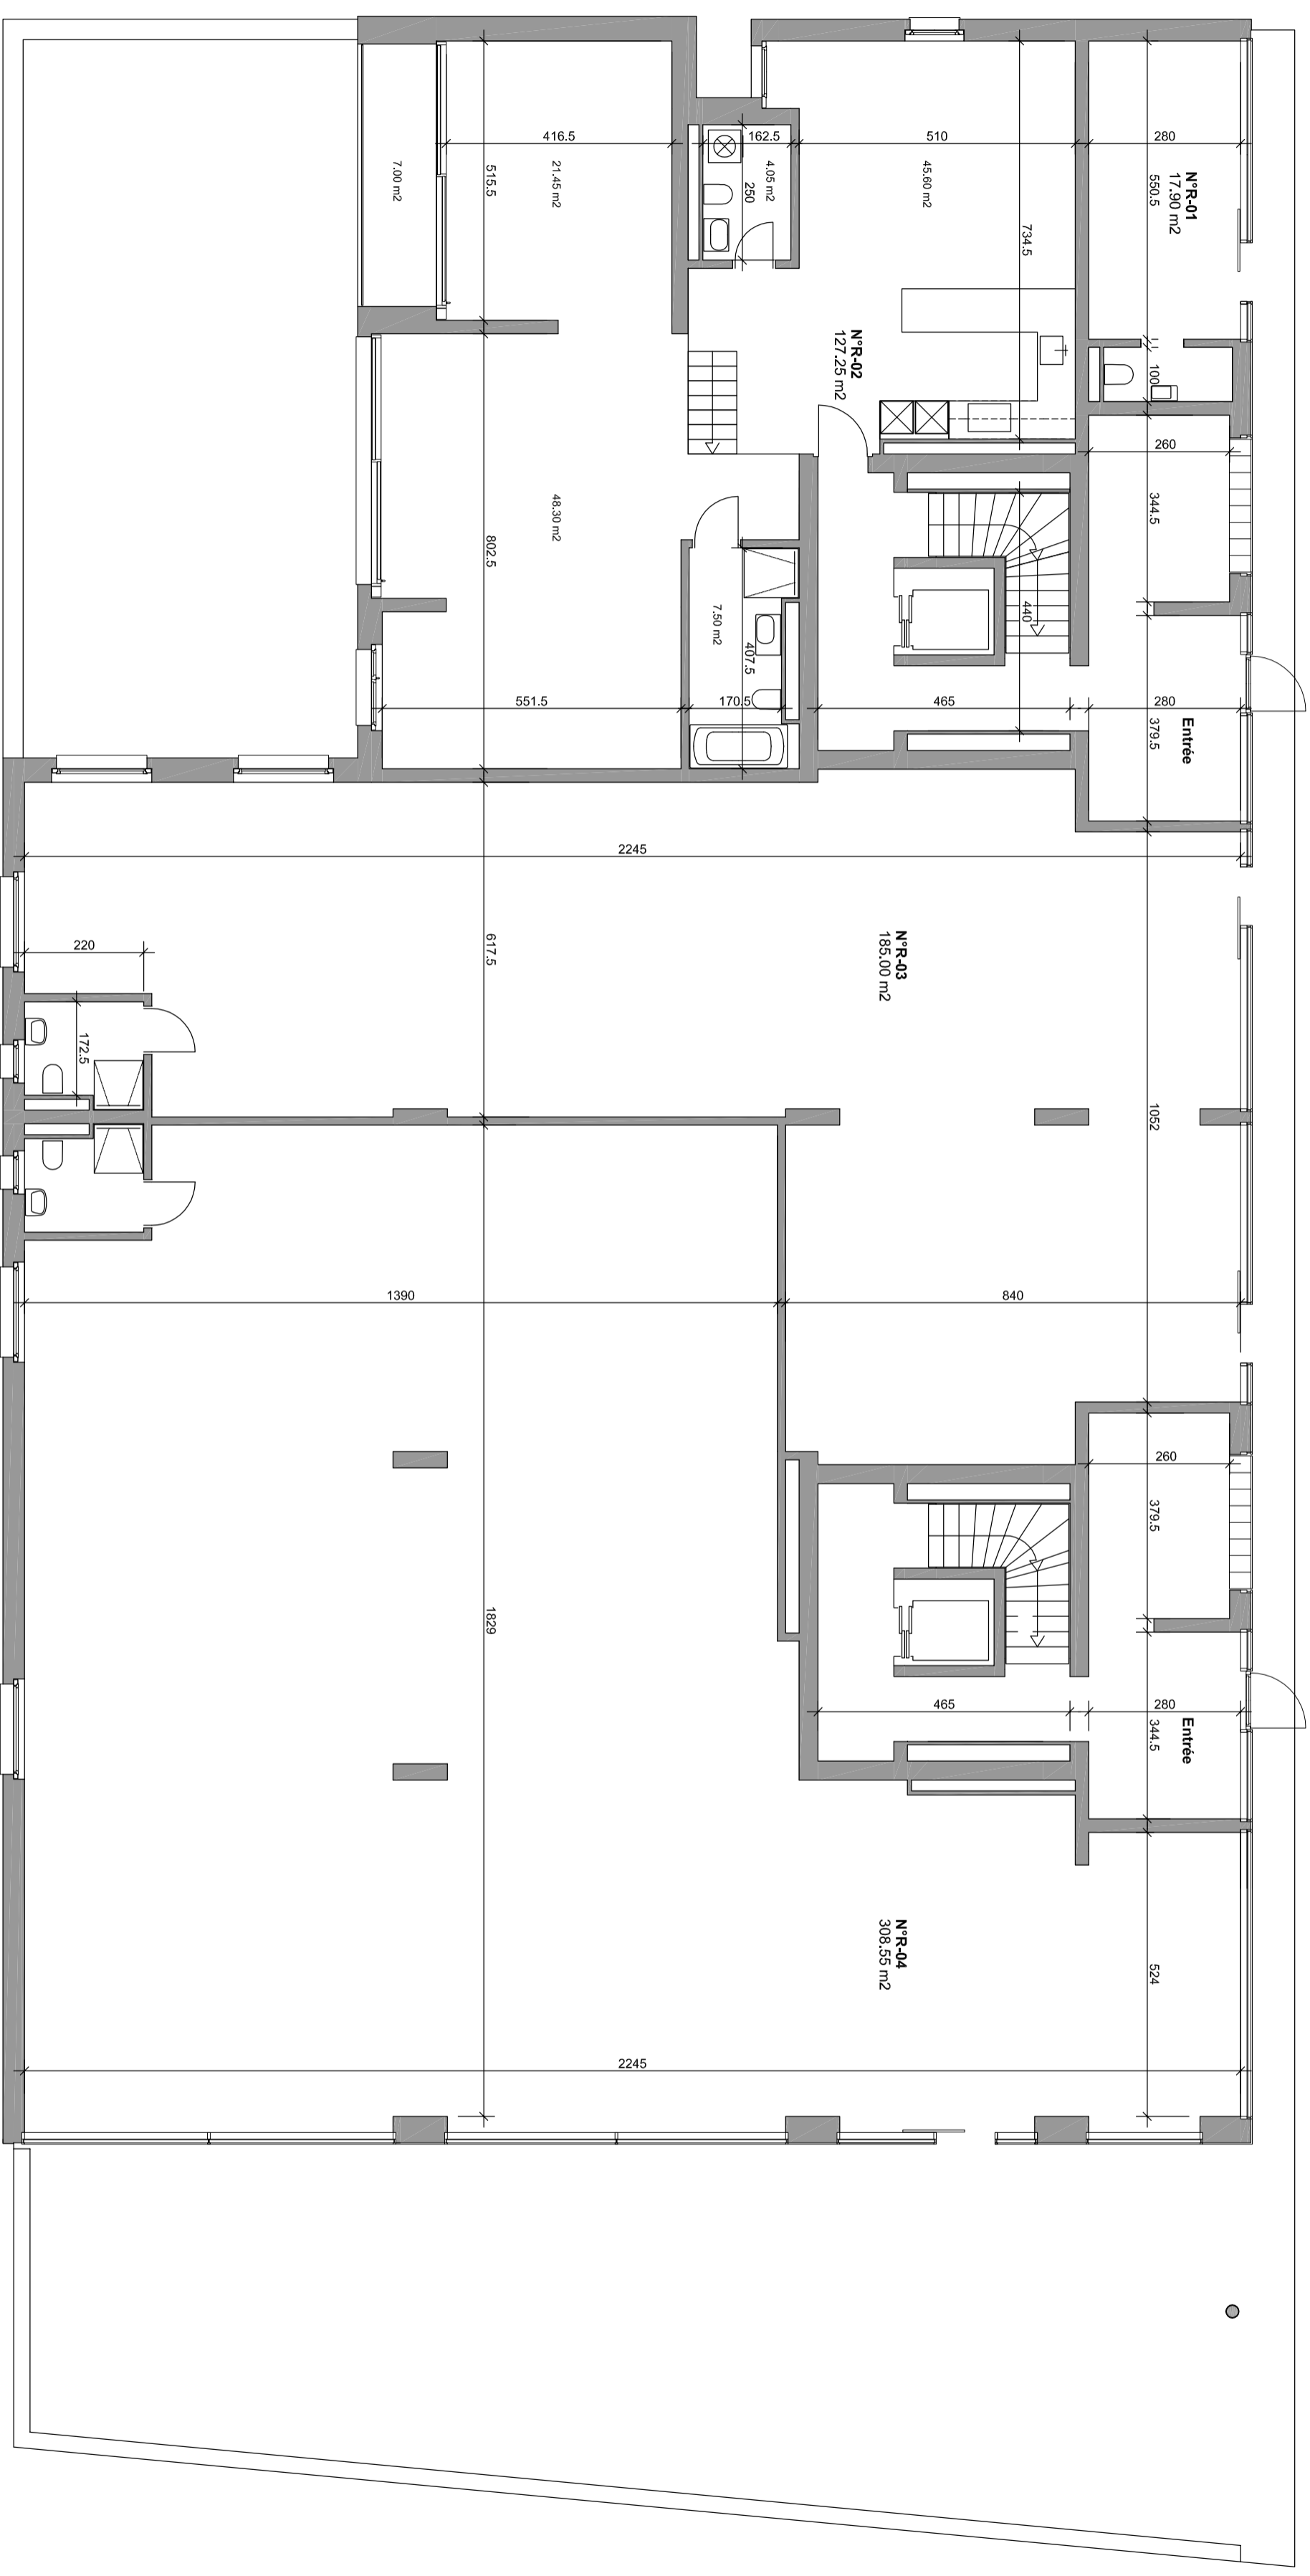 280
510
162.5
416.5
N°R-01
17.90 m2
550.5
45.60 m2
4.05 m2
250
21.45 m2
515.5
7.00 m2
734.5
N°R-02
127.25 m2
100
260
344.5
48.30 m2
802.5
440
7.50 m2
407.5
280
465
170.5
551.5
Entrée
379.5
2245
N°R-03
185.00 m2
617.5
220
172.5
1052
840
1390
260
379.5
1829
280
465
Entrée
344.5
N°R-04
308.55 m2
524
2245